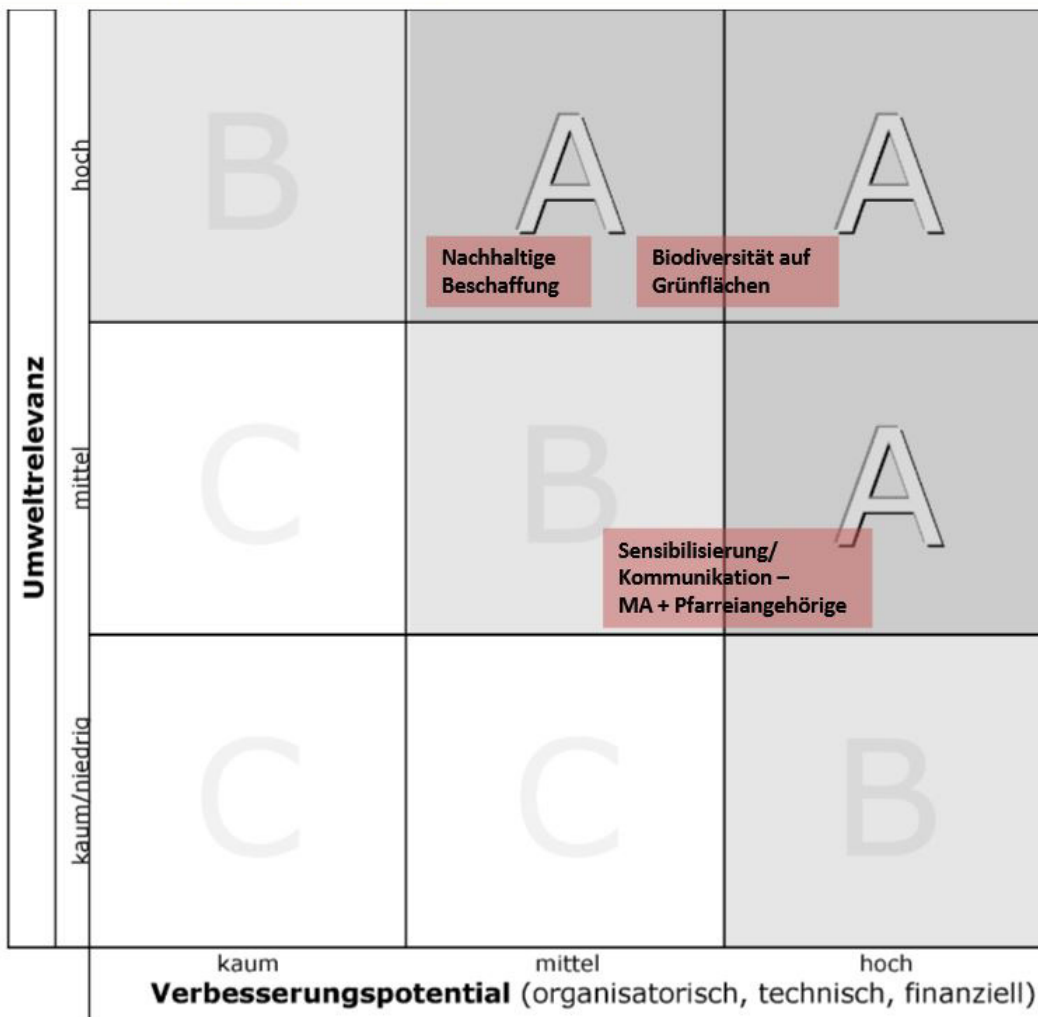 B
A
A
Nachhaltige
Beschaffung
Biodiversität auf
Grünflächen
hoch
Umweltrelevanz
mittel
C
B
A
Sensibilisierung/
Kommunikation –
MA + Pfarreiangehörige
kaum/niedrig
C
C
B
kaum
mittel
hoch
Verbesserungspotential (organisatorisch, technisch, finanziell)